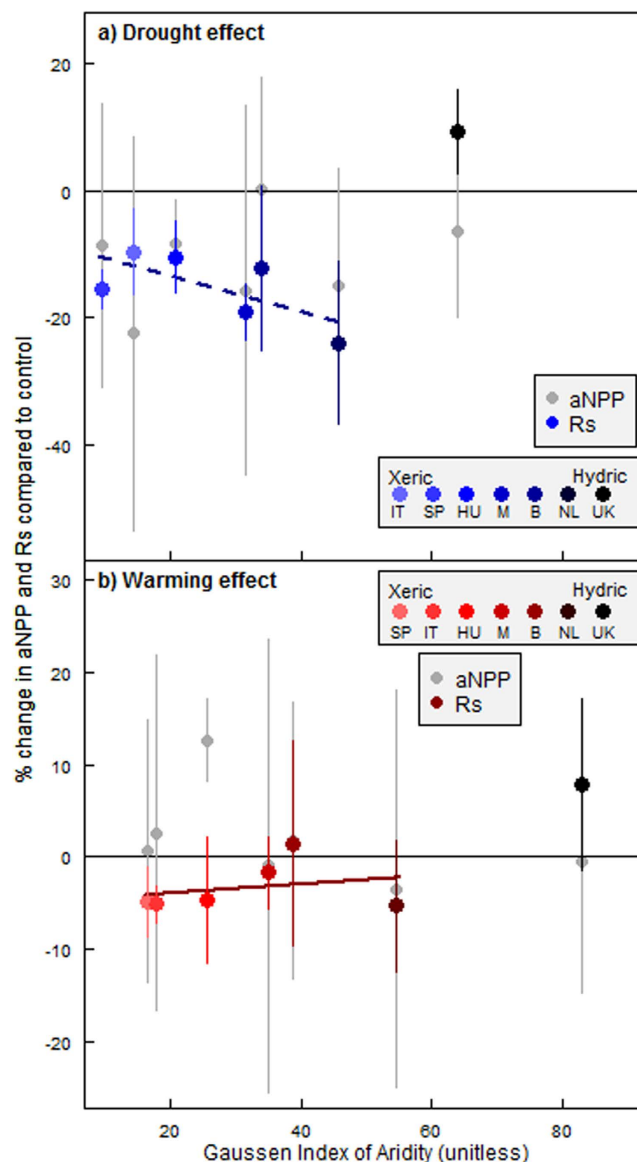 a) Drought effect
20
0
-20
-40
aNPP
Rs
Xeric Hydric
IT SP HU M B NL UK
% change in aNPP and Rs compared to control
b) Warming effect
30
20
10
0
-10
-20
Xeric Hydric
SP IT HU M B NL UK
aNPP
Rs
20 40 60 80
Gaussen Index of Aridity (unitless)